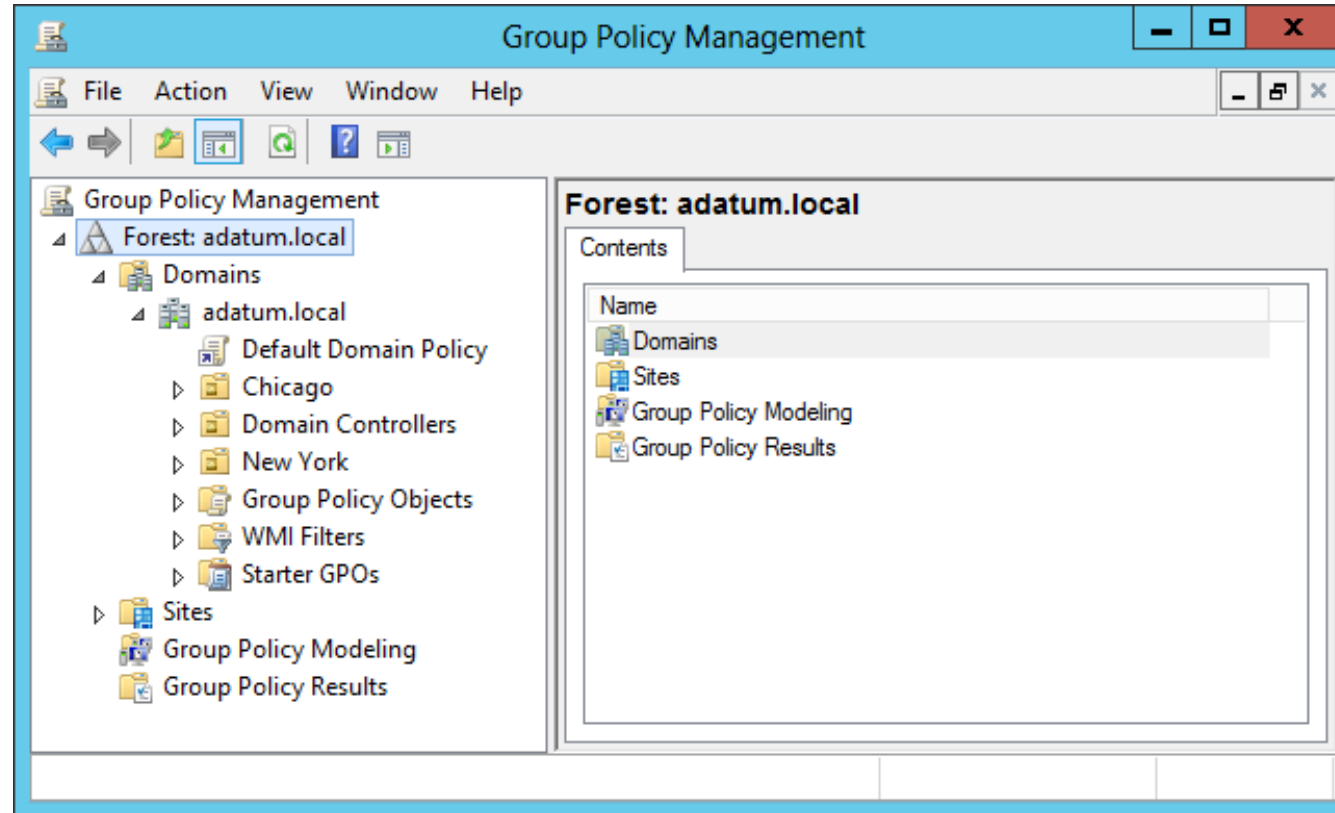 Group Policy Management
File Action View Window Help
Group Policy Management
Forest: adatum.local
Domains
adatum.local
Default Domain Policy
Chicago
Domain Controllers
New York
Group Policy Objects
WMI Filters
Starter GPOs
Sites
Group Policy Modeling
Group Policy Results
Forest: adatum.local
Contents
Name
Domains
Sites
Group Policy Modeling
Group Policy Results